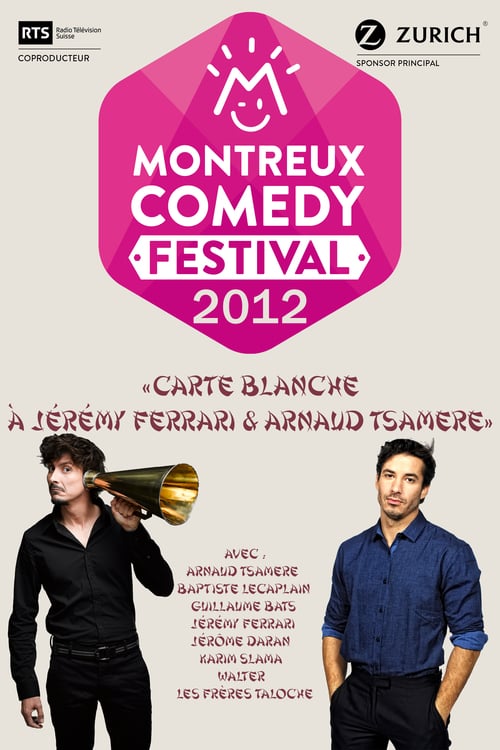 RTS Radio Télévision
Suisse
COPRODUCTEUR
Z ZURICH®
SPONSOR PRINCIPAL
MONTREUX
COMEDY
FESTIVAL
2012
«CARTE BLANCHE
À JÉRÉMY FERRARI & ARNAUD TSAMERE»
AVEC :
ARNAUD TSAMERE
BAPTISTE LECAPLAIN
GUILLAUME BATS
JÉRÉMY FERRARI
JÉRÔME DARAN
KARIM SLAMA
WALTER
LES FRÈRES TALOCHE